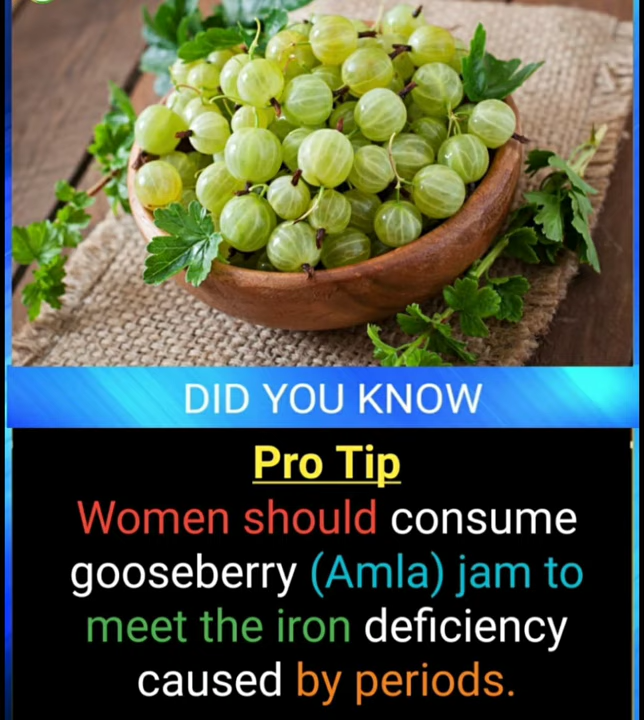 DID YOU KNOW
Pro Tip
Women should consume
gooseberry (Amla) jam to
meet the iron deficiency
caused by periods.